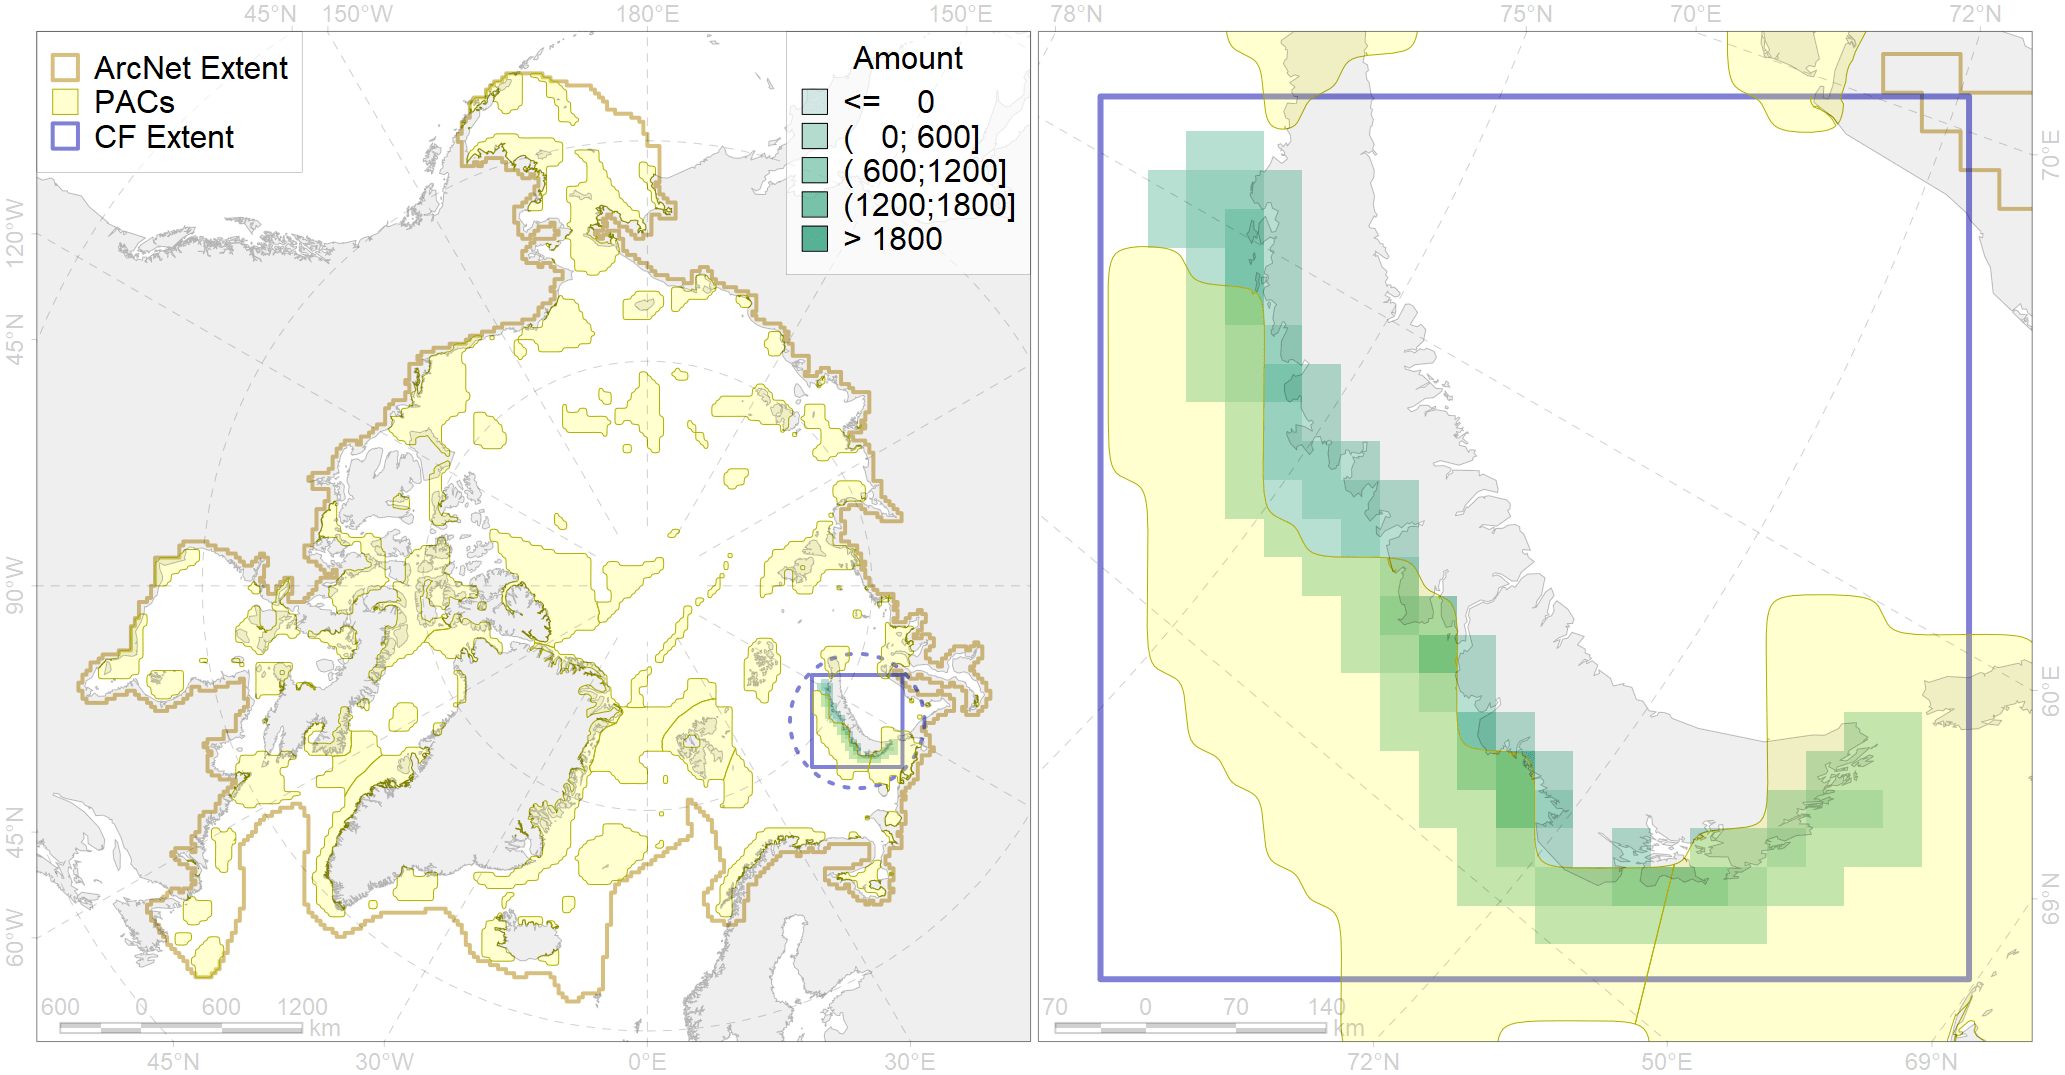 45°N 150°W 180°E 150°E 78°N 75°N 70°E 72°N
ArcNet Extent
PACs
CF Extent
Amount
<= 0
( 0; 600]
( 600;1200]
(1200;1800]
> 1800
120°W
45°N
90°W
45°N
60°W
70°E
60°E
69°N
600 0 600 1200
km
70 0 70 140
km
45°N 30°W 0°E 30°E 72°N 50°E 69°N